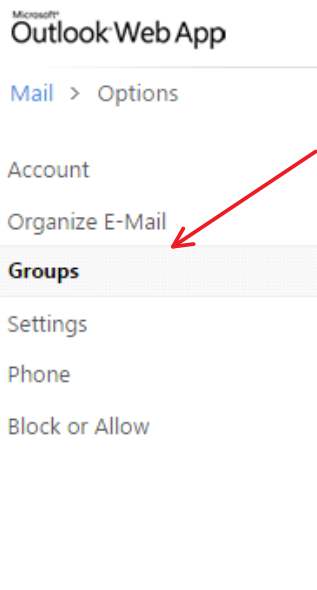 Microsoft®
Outlook Web App
Mail > Options
Account
Organize E-Mail
Groups
Settings
Phone
Block or Allow